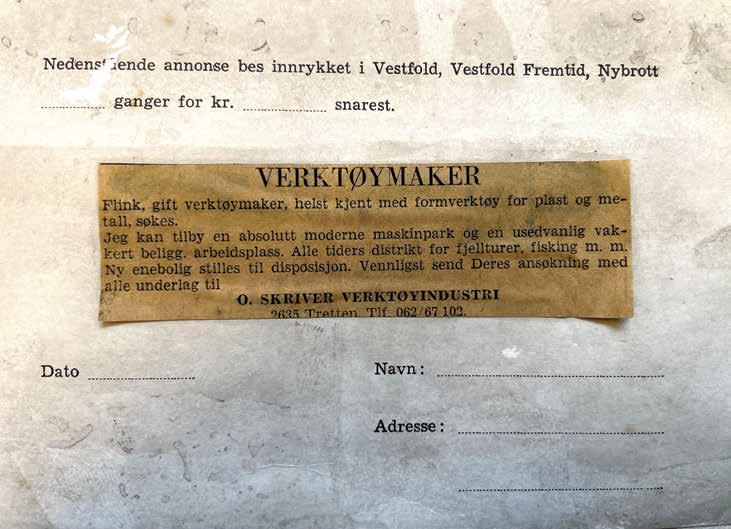 Nedenstående annonse bes innrykket i Vestfold, Vestfold Fremtid, Nybrott
ganger for kr. snarest.
VERKTØYMAKER
Flink, gift verktøymaker, helst kjent med formverktøy for plast og me-
tall, søkes.
Jeg kan tilby en absolutt moderne maskinpark og en usedvanlig vak-
kert beligg. arbeidsplass. Alle tiders distrikt for fjellturer, fisking m. m.
Ny enebolig stilles til disposisjon. Vennligst send Deres ansøkning med
alle underlag til
O. SKRIVER VERKTØYINDUSTRI
2635 Tretten. Tlf. 062/67 102.
Dato
Navn:
Adresse: